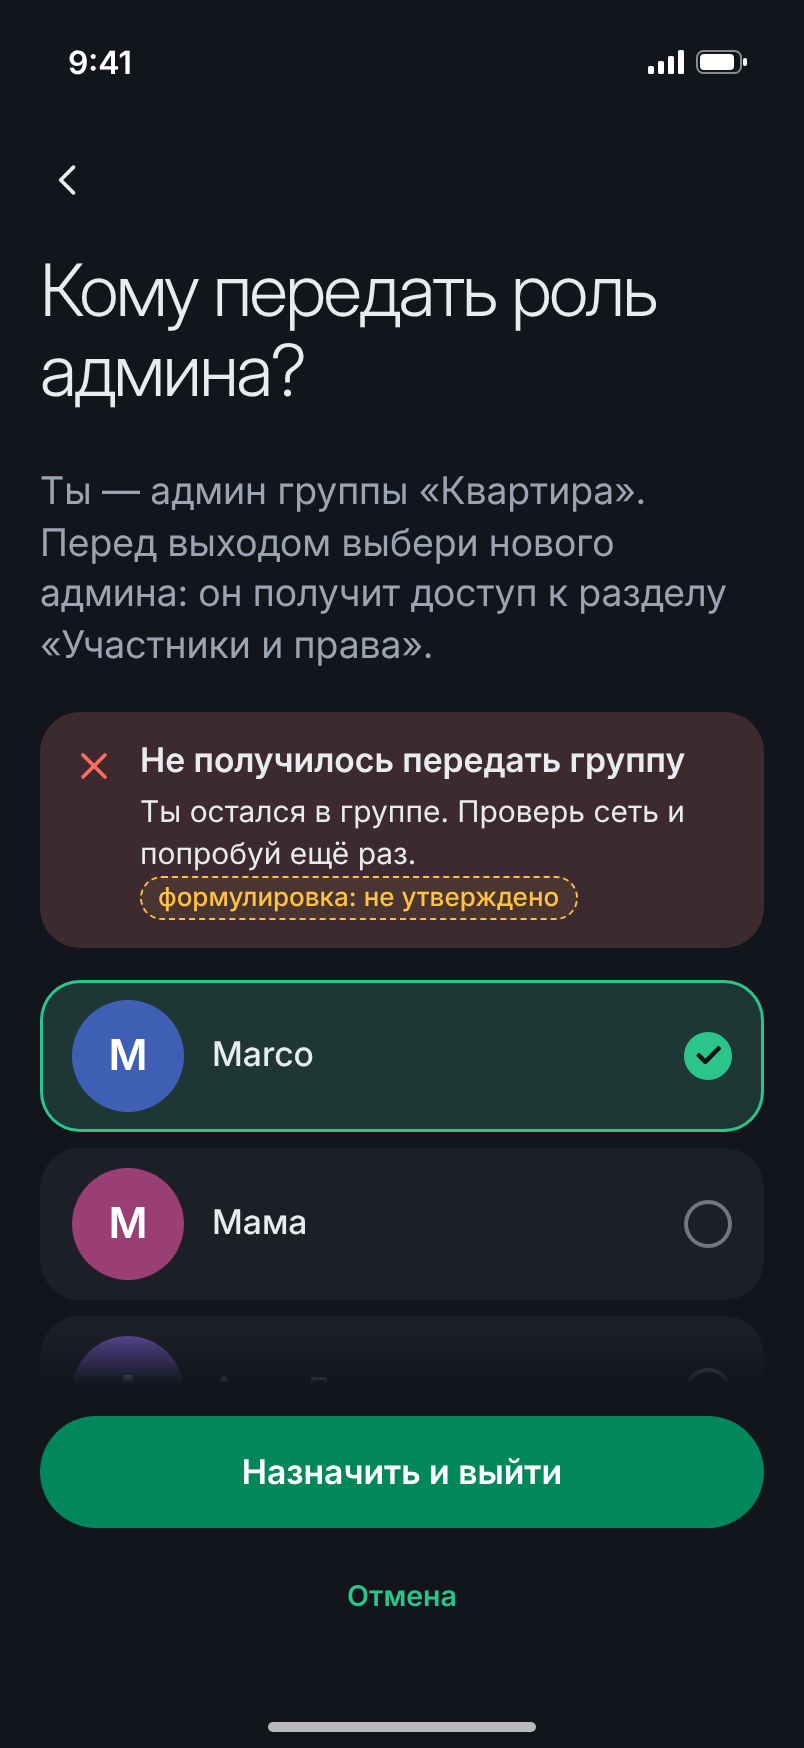 9:41
Кому передать роль
админа?
Ты — админ группы «Квартира».
Перед выходом выбери нового
админа: он получит доступ к разделу
«Участники и права».
Не получилось передать группу
Ты остался в группе. Проверь сеть и
попробуй ещё раз.
формулировка: не утверждено
M
Marco
М
Мама
Назначить и выйти
Отмена